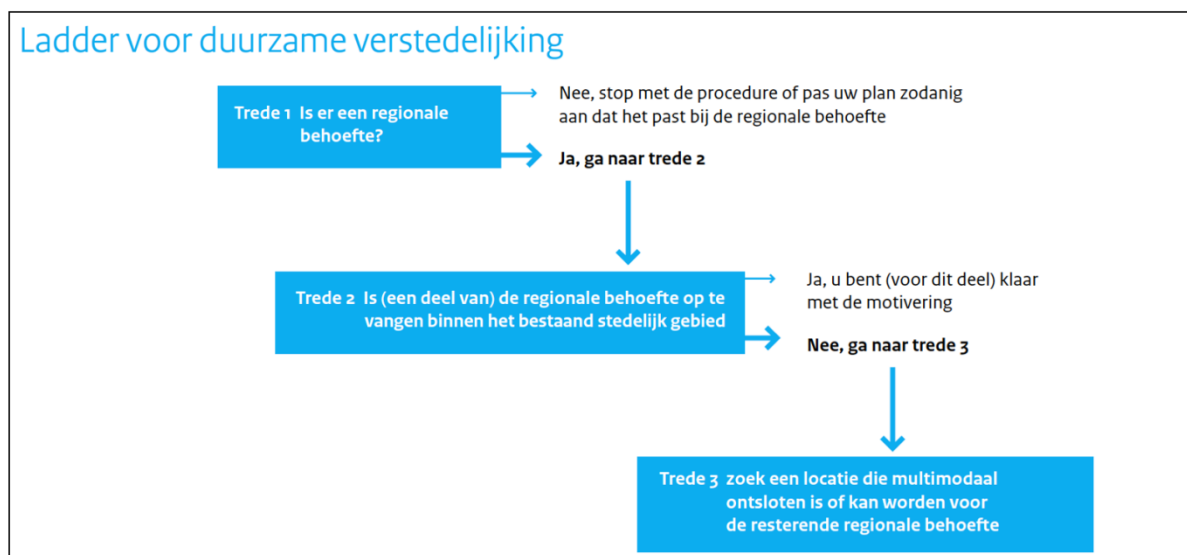 Ladder voor duurzame verstedelijking
Trede 1 Is er een regionale
behoefte?
Nee, stop met de procedure of pas uw plan zodanig
aan dat het past bij de regionale behoefte
Ja, ga naar trede 2
Trede 2 Is (een deel van) de regionale behoefte op te
vangen binnen het bestaand stedelijk gebied
Ja, u bent (voor dit deel) klaar
met de motivering
Nee, ga naar trede 3
Trede 3 zoek een locatie die multimodaal
ontsloten is of kan worden voor
de resterende regionale behoefte